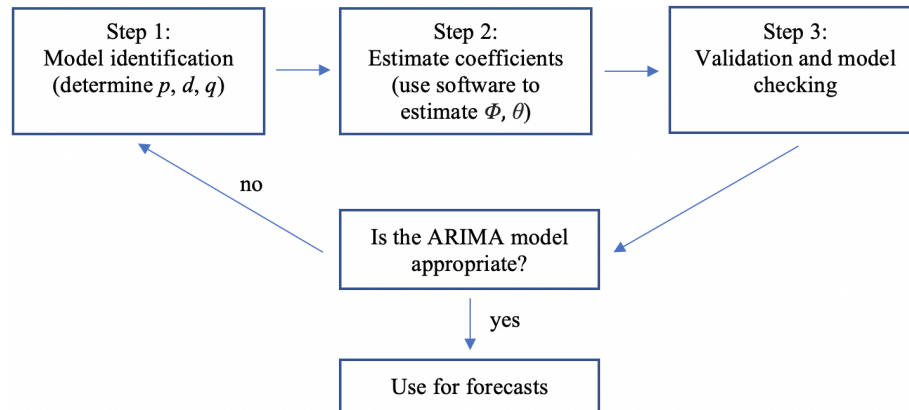 Step 1:
Model identification
(determine p, d, q)
Step 2:
Estimate coefficients
(use software to
estimate Φ, θ)
Step 3:
Validation and model
checking
no
Is the ARIMA model
appropriate?
yes
Use for forecasts